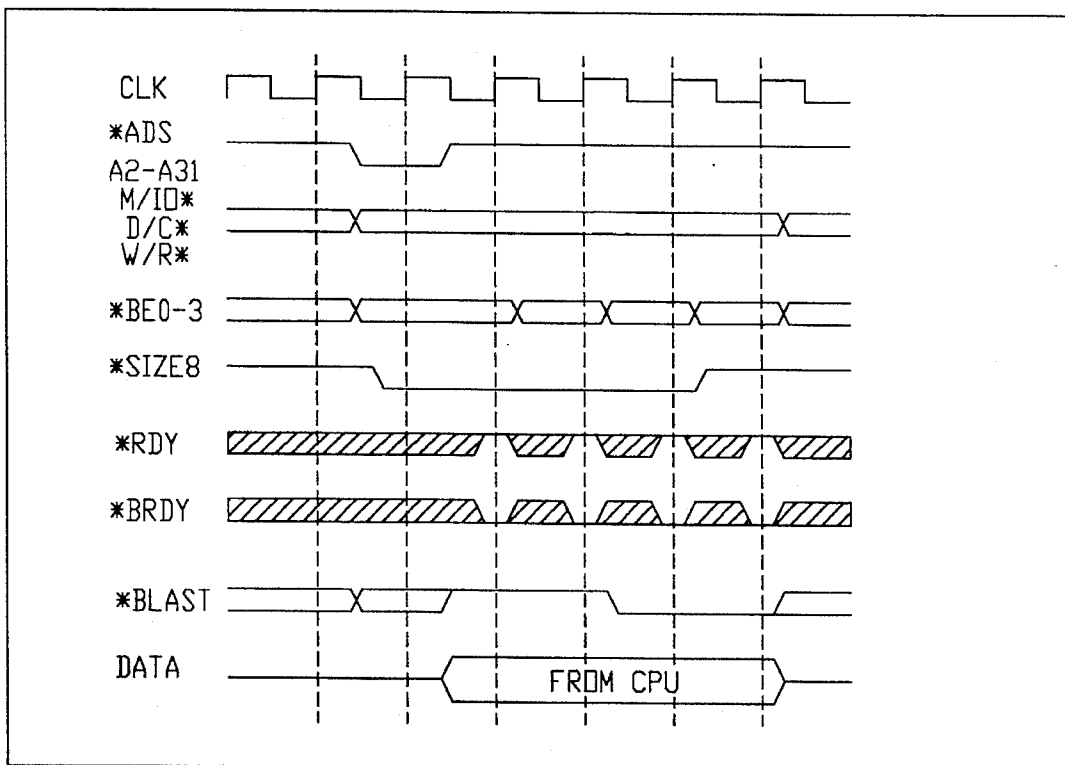 CLK
*ADS
A2-A31
M/IO*
D/C*
W/R*
*BE0-3
*SIZE8
*RDY
*BRDY
*BLAST
DATA
FROM CPU